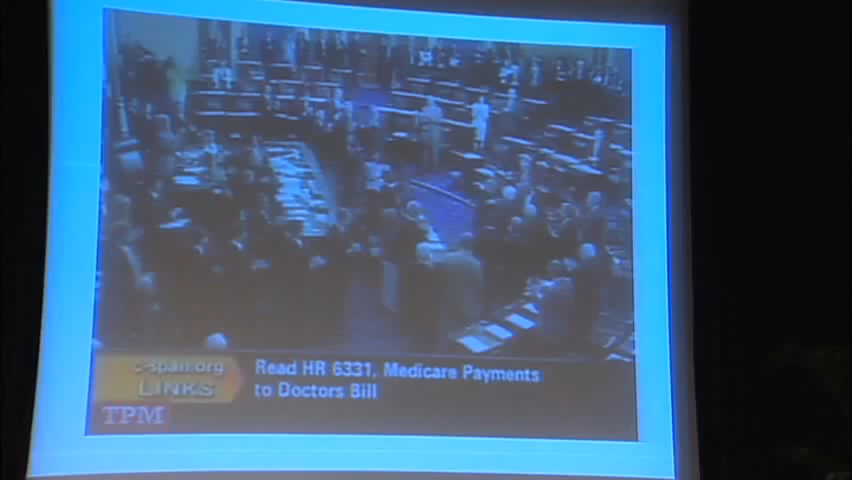 c-span.org
LINKS
Read HR 6331, Medicare Payments
to Doctors Bill
TPM